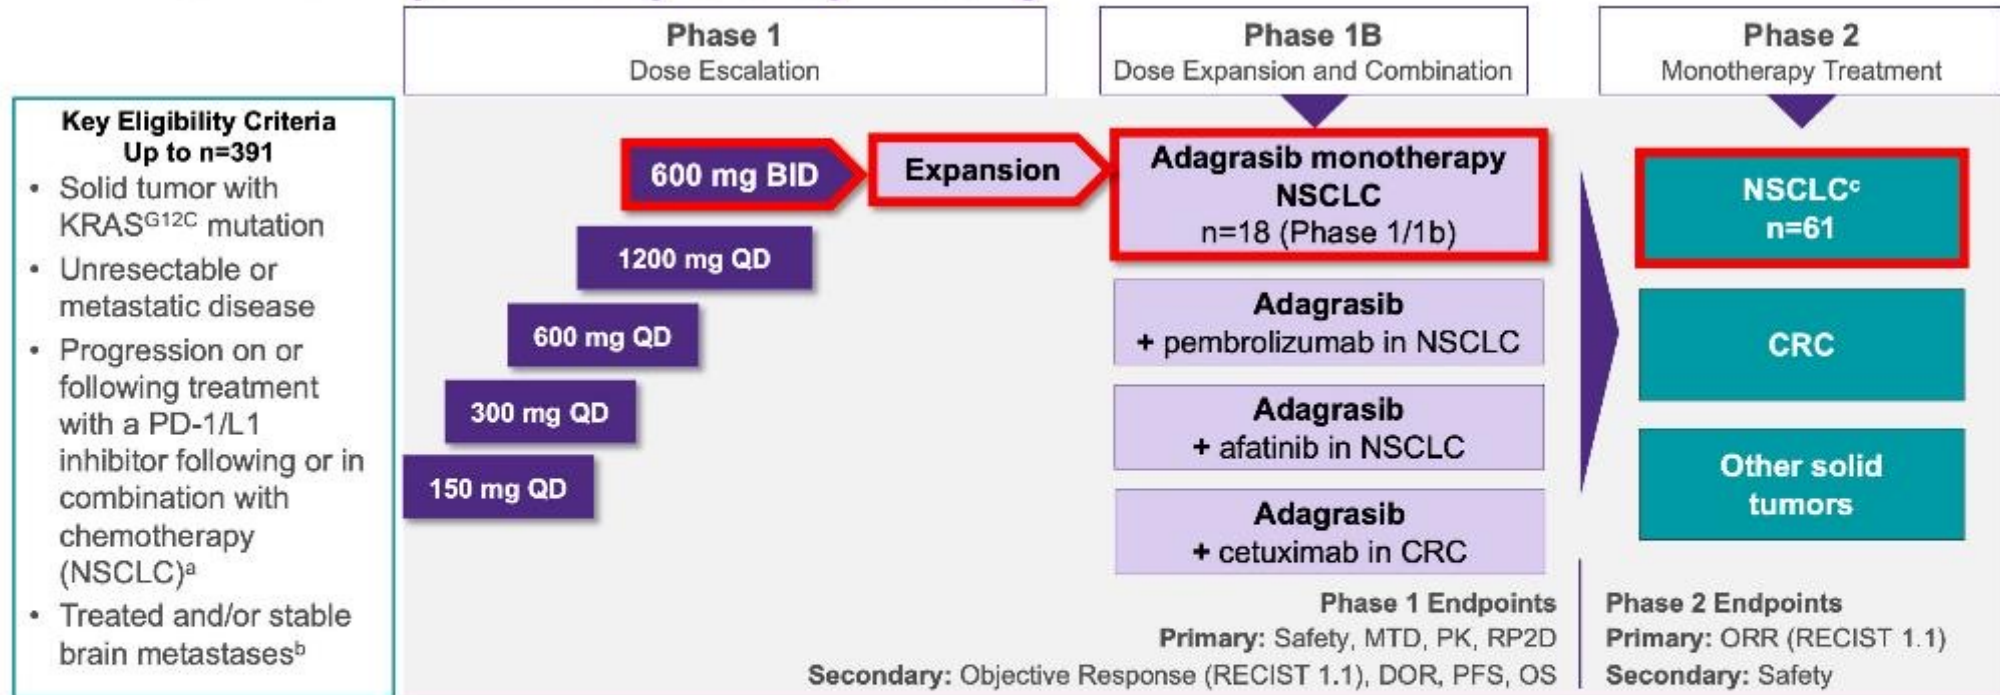 Phase 1
Dose Escalation
Phase 1B
Dose Expansion and Combination
Phase 2
Monotherapy Treatment
Key Eligibility Criteria
Up to n=391
• Solid tumor with
KRASG12C mutation
• Unresectable or
metastatic disease
• Progression on or
following treatment
with a PD-1/L1
inhibitor following or in
combination with
chemotherapy
(NSCLC)a
• Treated and/or stable
brain metastasesb
600 mg BID
1200 mg QD
600 mg QD
300 mg QD
150 mg QD
Expansion
Adagrasib monotherapy
NSCLC
n=18 (Phase 1/1b)
Adagrasib
+ pembrolizumab in NSCLC
Adagrasib
+ afatinib in NSCLC
Adagrasib
+ cetuximab in CRC
NSCLCc
n=61
CRC
Other solid
tumors
Phase 1 Endpoints
Primary: Safety, MTD, PK, RP2D
Secondary: Objective Response (RECIST 1.1), DOR, PFS, OS
Phase 2 Endpoints
Primary: ORR (RECIST 1.1)
Secondary: Safety